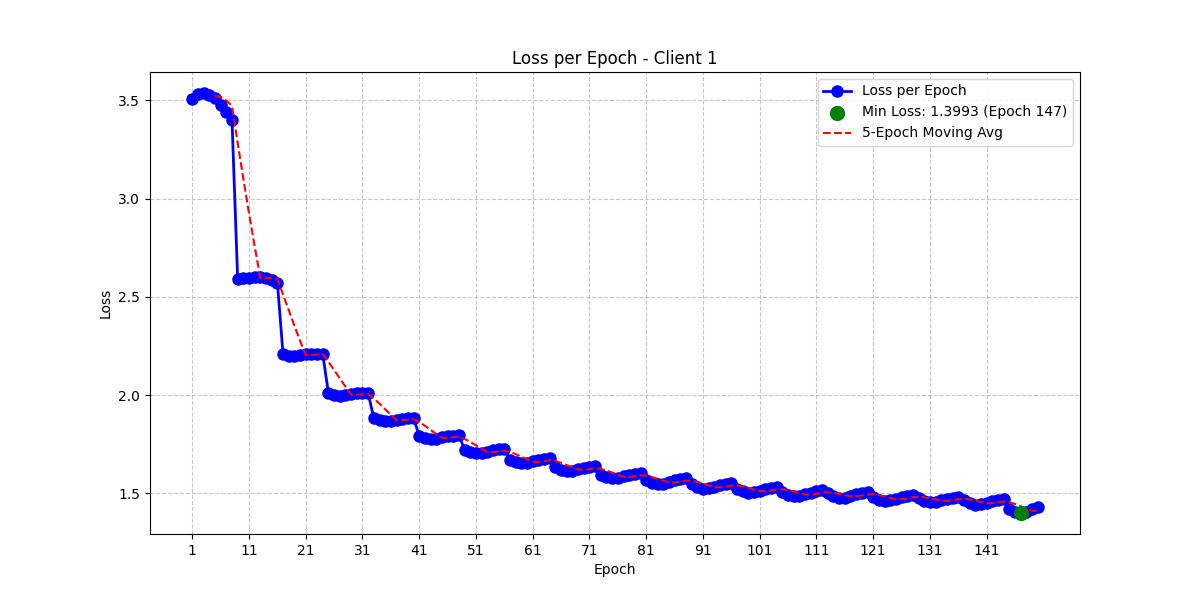 Loss per Epoch - Client 1
Loss per Epoch
Min Loss: 1.3993 (Epoch 147)
5-Epoch Moving Avg
Loss
3.5
3.0
2.5
2.0
1.5
1 11 21 31 41 51 61 71 81 91 101 111 121 131 141
Epoch